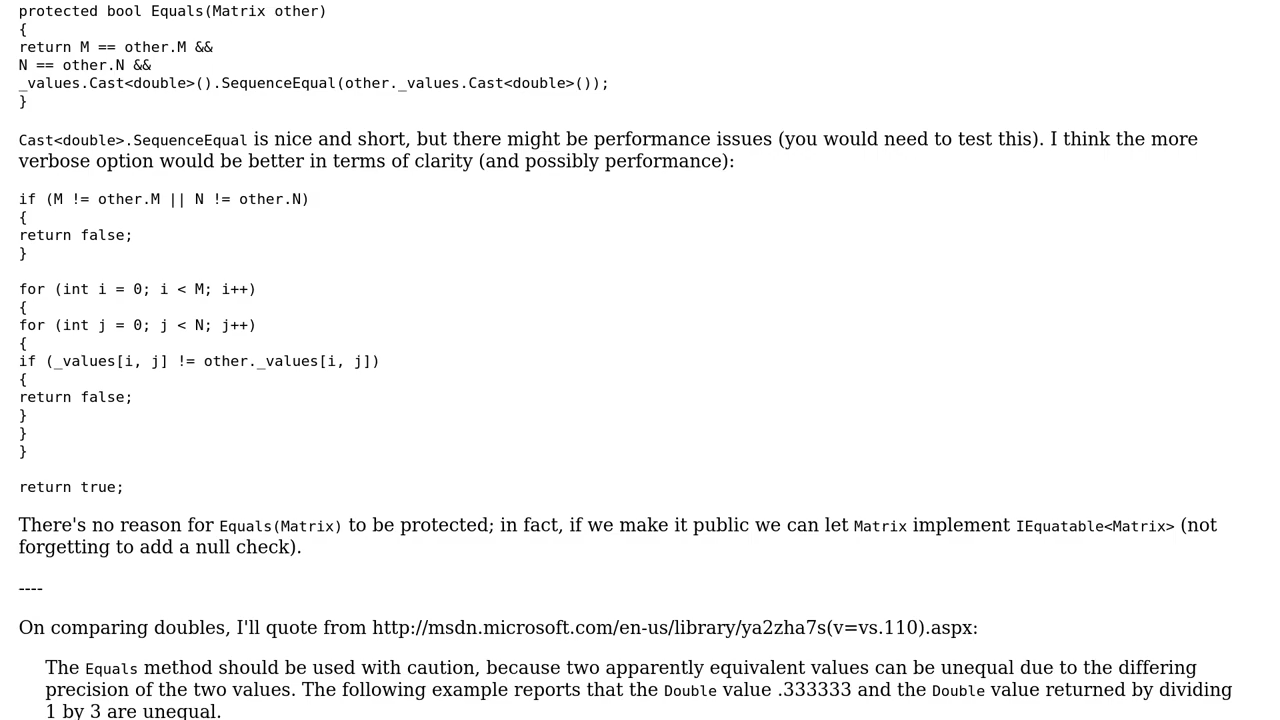 protected bool Equals(Matrix other)
{
return M == other.M &&
N == other.N &&
_values.Cast<double>().SequenceEqual(other._values.Cast<double>());
}
Cast<double>.SequenceEqual is nice and short, but there might be performance issues (you would need to test this). I think the more
verbose option would be better in terms of clarity (and possibly performance):
if (M != other.M || N != other.N)
{
return false;
}
for (int i = 0; i < M; i++)
{
for (int j = 0; j < N; j++)
{
if (_values[i, j] != other._values[i, j])
{
return false;
}
}
}
return true;
There's no reason for Equals(Matrix) to be protected; in fact, if we make it public we can let Matrix implement IEquatable<Matrix> (not
forgetting to add a null check).
----
On comparing doubles, I'll quote from http://msdn.microsoft.com/en-us/library/ya2zha7s(v=vs.110).aspx:
The Equals method should be used with caution, because two apparently equivalent values can be unequal due to the differing
precision of the two values. The following example reports that the Double value .333333 and the Double value returned by dividing
1 by 3 are unequal.